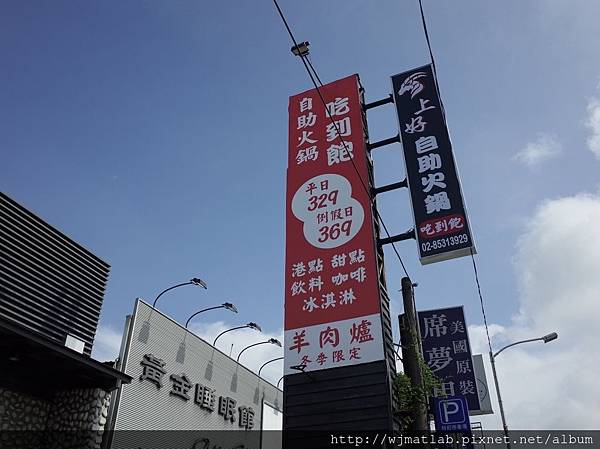 吃到飽
自助火鍋
平日
329
例假日
369
港點 甜點
飲料 咖啡
冰淇淋
羊肉爐
冬季限定
上好自助火鍋
吃到飽
02-85313929
黃金睡眠館
美國原裝
席夢思
P
http://wjmatlab.pixnet.net/album